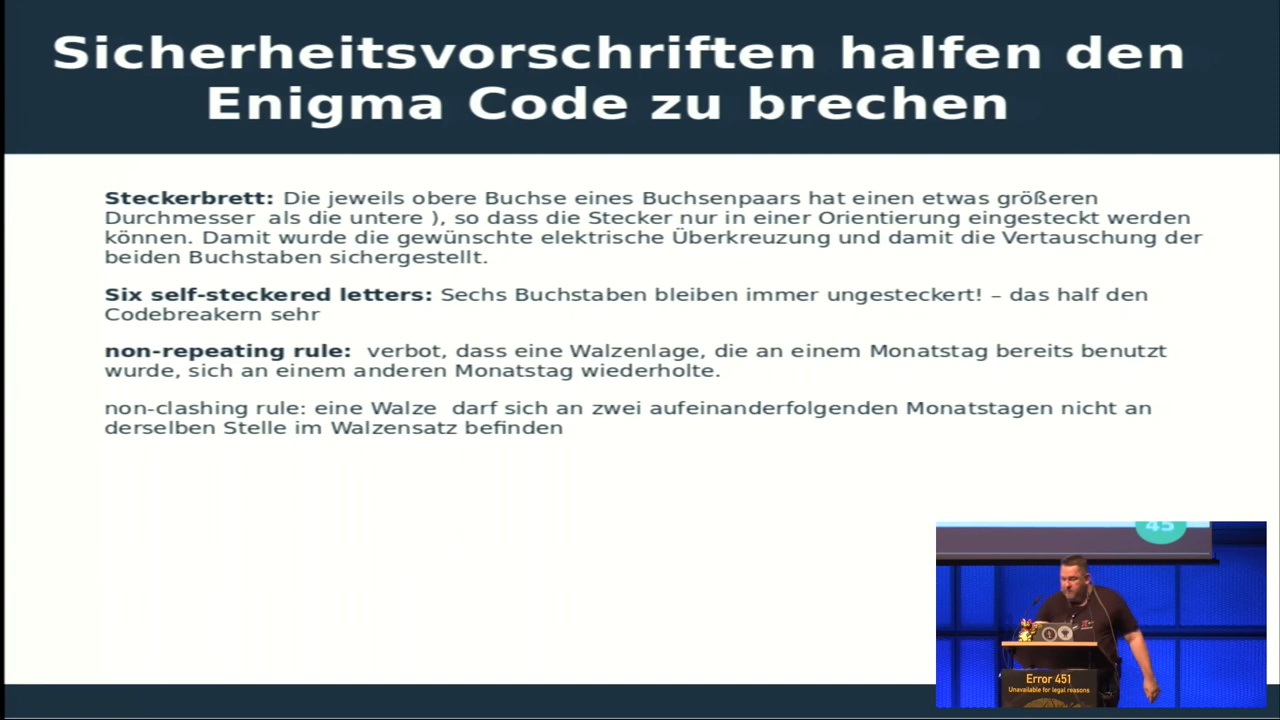 Sicherheitsvorschriften halfen den
Enigma Code zu brechen
Steckerbrett: Die jeweils obere Buchse eines Buchsenpaars hat einen etwas größeren
Durchmesser  als die untere ), so dass die Stecker nur in einer Orientierung eingesteckt werden
können. Damit wurde die gewünschte elektrische Überkreuzung und damit die Vertauschung der
beiden Buchstaben sichergestellt.
Six self-steckered letters: Sechs Buchstaben bleiben immer ungesteckert! – das half den
Codebreakern sehr
non-repeating rule:  verbot, dass eine Walzenlage, die an einem Monatstag bereits benutzt
wurde, sich an einem anderen Monatstag wiederholte.
non-clashing rule: eine Walze  darf sich an zwei aufeinanderfolgenden Monatstagen nicht an
derselben Stelle im Walzensatz befinden
45
Error 451
Unavailable for legal reasons